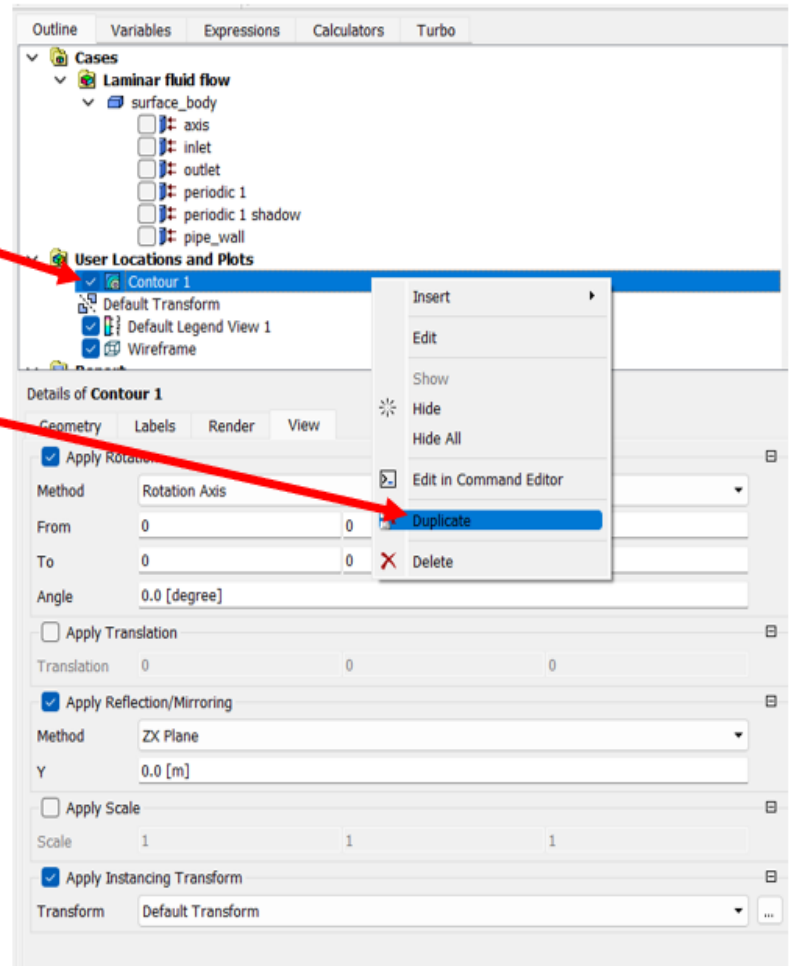 Outline Variables Expressions Calculators Turbo
Cases
Laminar fluid flow
surface_body
axis
inlet
outlet
periodic 1
periodic 1 shadow
pipe_wall
User Locations and Plots
Contour 1
Default Transform
Default Legend View 1
Wireframe
Insert
Edit
Show
Hide
Hide All
Edit in Command Editor
Duplicate
Delete
Details of Contour 1
Geometry Labels Render View
Apply
Method Rotation Axis
From 0 0
To 0 0
Angle 0.0 [degree]
Apply Translation
Translation 0 0 0
Apply Reflection/Mirroring
Method ZX Plane
Y 0.0 [m]
Apply Scale
Scale 1 1 1
Apply Instancing Transform
Transform Default Transform ...